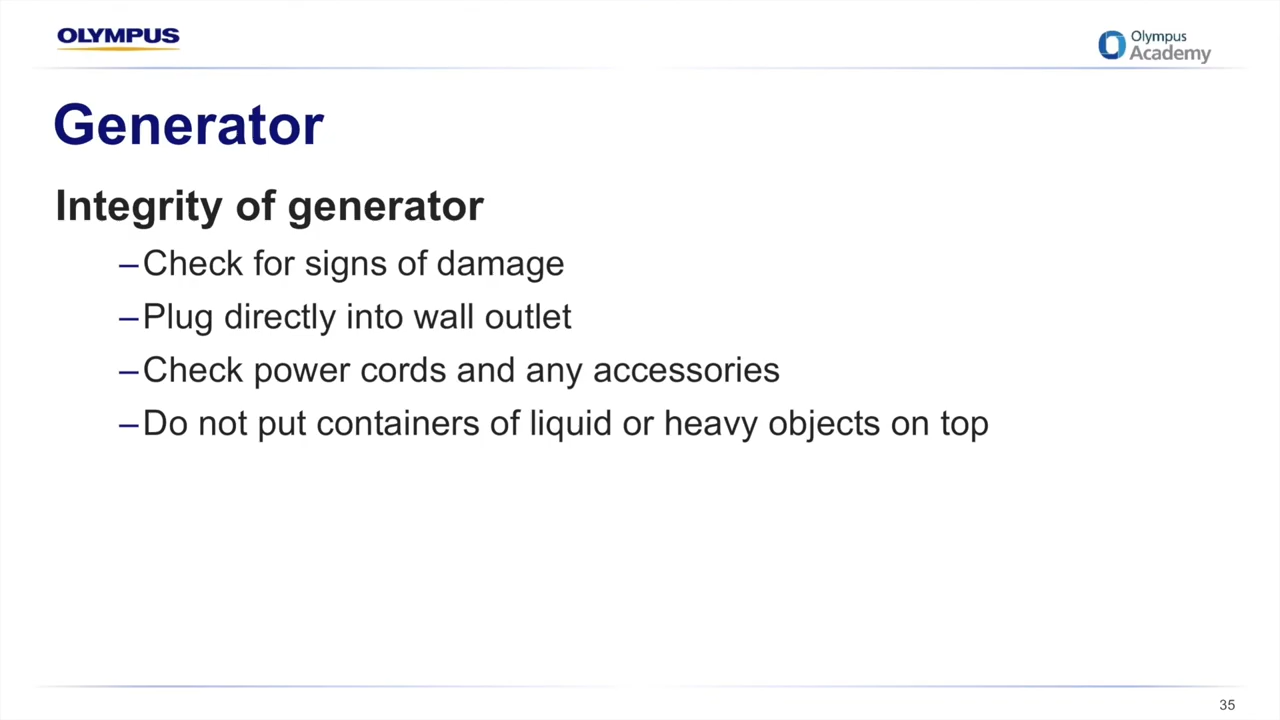 OLYMPUS
Olympus
Academy
Generator
Integrity of generator
–Check for signs of damage
–Plug directly into wall outlet
–Check power cords and any accessories
–Do not put containers of liquid or heavy objects on top
35